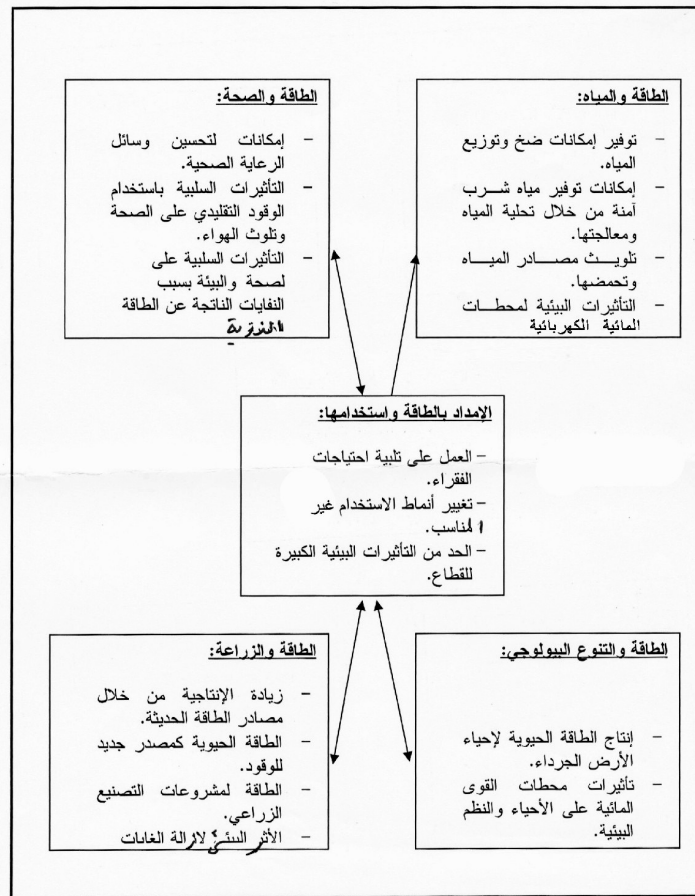 الطاقة والمياه:
– توفير إمكانات ضخ وتوزيع
المياه.
– إمكانات توفير مياه شرب
آمنة من خلال تحلية المياه
ومعالجتها.
– تلويث مصادر المياه
وتحمضها.
– التأثيرات البيئية لمحطات
المائية الكهربائية
الطاقة والصحة:
– إمكانات لتحسين وسائل
الرعاية الصحية.
– التأثيرات السلبية باستخدام
الوقود التقليدي على الصحة
وتلوث الهواء.
– التأثيرات السلبية على
لصحة والبيئة بسبب
النفايات الناتجة عن الطاقة
الإمداد بالطاقة واستخدامها:
– العمل على تلبية احتياجات
الفقراء.
– تغيير أنماط الاستخدام غير
المناسب.
– الحد من التأثيرات البيئية الكبيرة
للقطاع.
الطاقة والتنوع البيولوجي:
– إنتاج الطاقة الحيوية لإحياء
الأرض الجرداء.
– تأثيرات محطات القوى
المائية على الأحياء والنظم
البيئية.
الطاقة والزراعة:
– زيادة الإنتاجية من خلال
مصادر الطاقة الحديثة.
– الطاقة الحيوية كمصدر جديد
للوقود.
– الطاقة لمشروعات التصنيع
الزراعي.
– الأثر البيئى لازالة الغابات